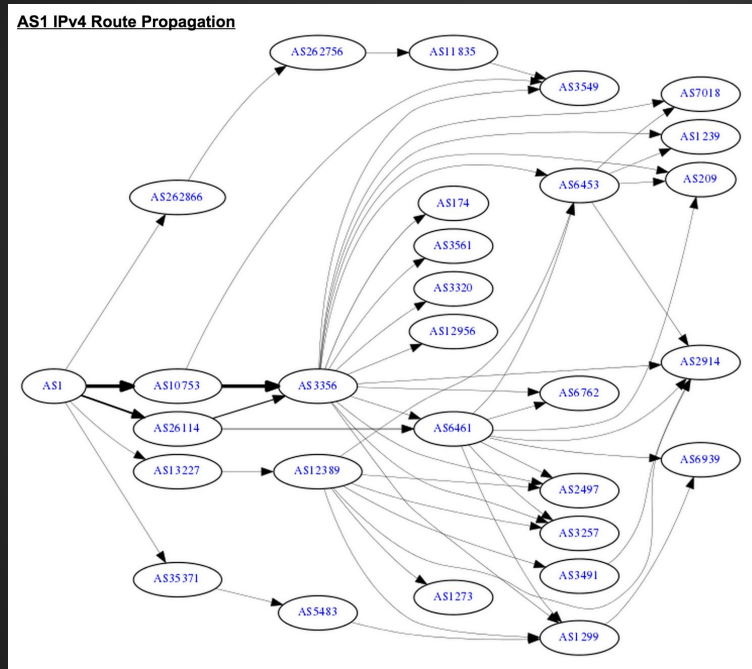 AS1 IPv4 Route Propagation
AS262756
AS11835
AS3549
AS7018
AS1239
AS6453
AS209
AS262866
AS174
AS3561
AS3320
AS12956
AS2914
AS1
AS10753
AS3356
AS6762
AS26114
AS6461
AS13227
AS12389
AS6939
AS2497
AS3257
AS35371
AS3491
AS1273
AS5483
AS1299